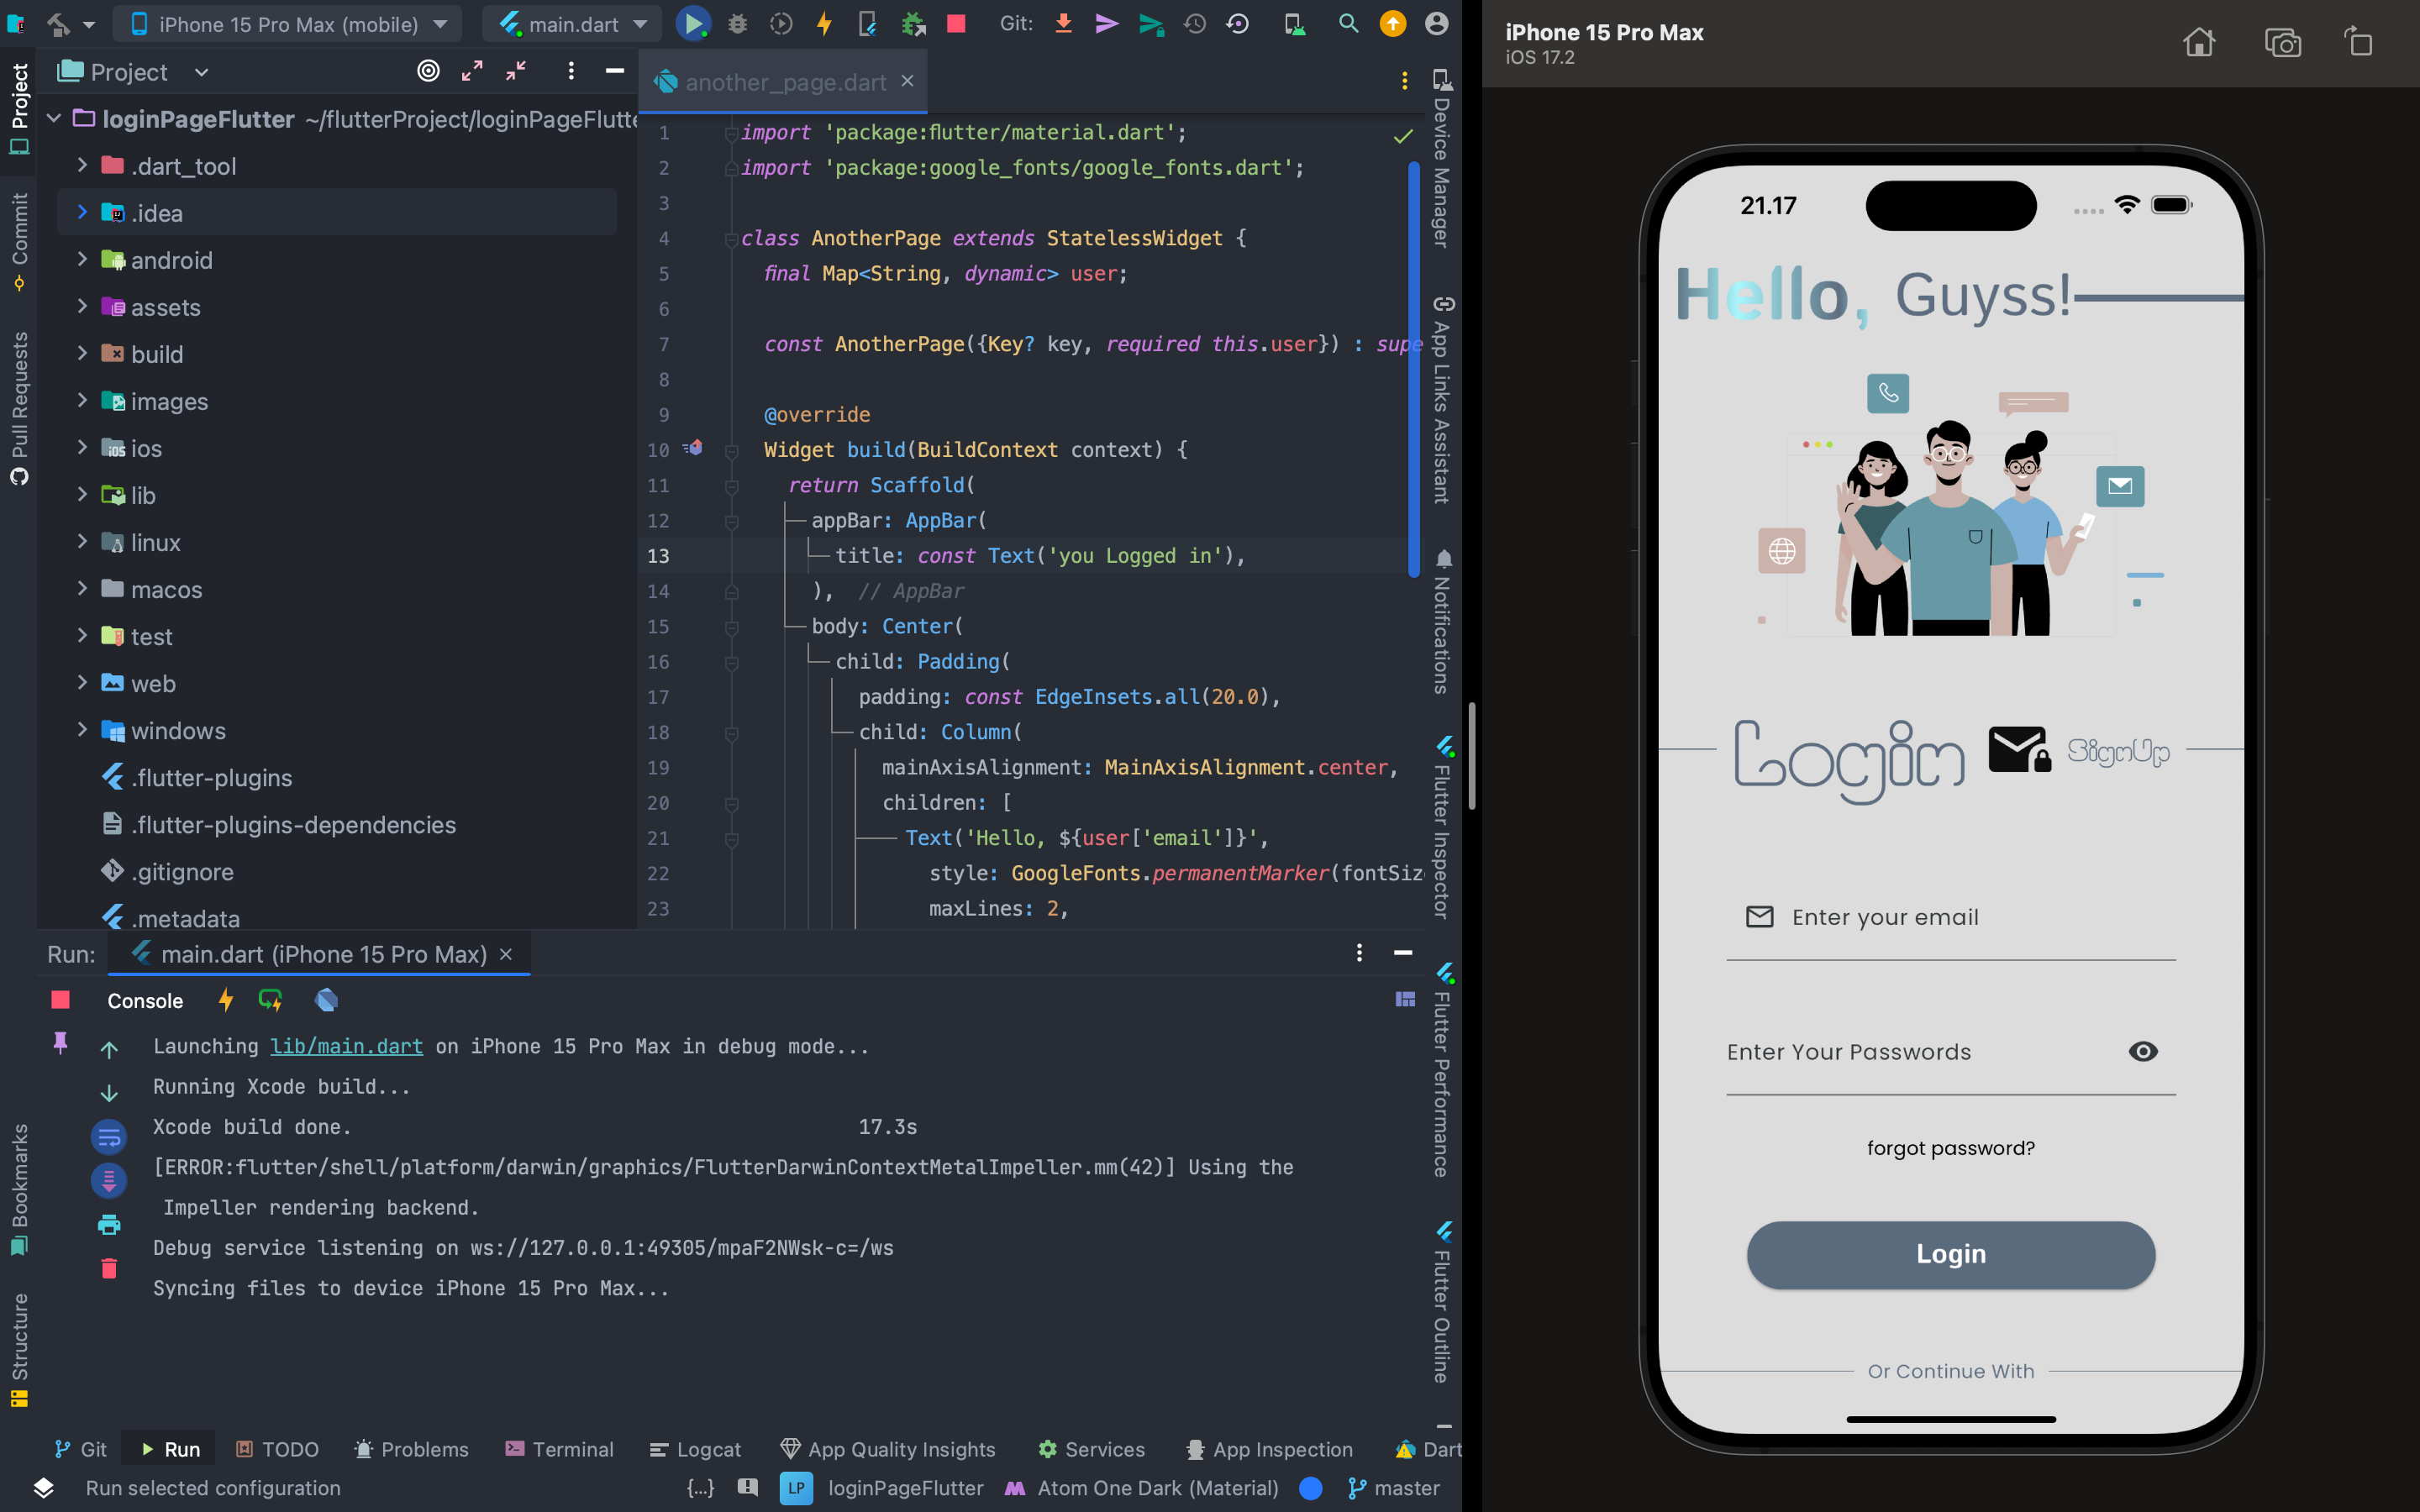 iPhone 15 Pro Max (mobile)
main.dart
Git:
Project
another_page.dart
Project
Commit
Pull Requests
Bookmarks
Structure
loginPageFlutter ~/flutterProject/loginPageFlutte
.dart_tool
.idea
android
assets
build
images
ios
lib
linux
macos
test
web
windows
.flutter-plugins
.flutter-plugins-dependencies
.gitignore
.metadata
1 import 'package:flutter/material.dart';
2 import 'package:google_fonts/google_fonts.dart';
3
4 class AnotherPage extends StatelessWidget {
5 final Map<String, dynamic> user;
6
7 const AnotherPage({Key? key, required this.user}) : supe
8
9 @override
10 Widget build(BuildContext context) {
11 return Scaffold(
12 appBar: AppBar(
13 title: const Text('you Logged in'),
14 ), // AppBar
15 body: Center(
16 child: Padding(
17 padding: const EdgeInsets.all(20.0),
18 child: Column(
19 mainAxisAlignment: MainAxisAlignment.center,
20 children: [
21 Text('Hello, ${user['email']}',
22 style: GoogleFonts.permanentMarker(fontSiz
23 maxLines: 2,
Device Manager
App Links Assistant
Notifications
Flutter Inspector
Flutter Performance
Flutter Outline
Run: main.dart (iPhone 15 Pro Max)
Console
Launching lib/main.dart on iPhone 15 Pro Max in debug mode...
Running Xcode build...
Xcode build done. 17.3s
[ERROR:flutter/shell/platform/darwin/graphics/FlutterDarwinContextMetalImpeller.mm(42)] Using the
Impeller rendering backend.
Debug service listening on ws://127.0.0.1:49305/mpaF2NWsk-c=/ws
Syncing files to device iPhone 15 Pro Max...
Git Run TODO Problems Terminal Logcat App Quality Insights Services App Inspection Dart
Run selected configuration {...} LP loginPageFlutter Atom One Dark (Material) master
iPhone 15 Pro Max
iOS 17.2
21.17
Hello, Guyss!
Login SignUp
Enter your email
Enter Your Passwords
forgot password?
Login
Or Continue With